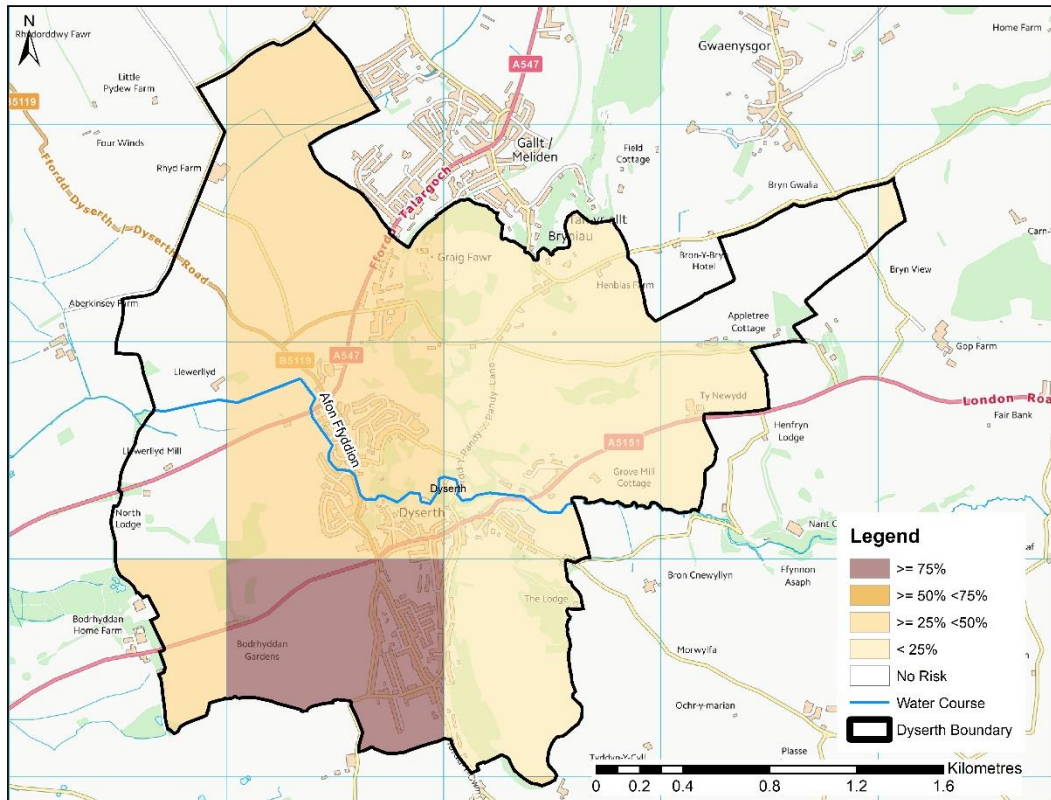 N
Rhydorddwy Fawr
Little
Pydew Farm
Four Winds
B5119
Rhyd Farm
Ffordd Dyserth
Dyserth Road
Aberkinsey Farm
A547
Gallt /
Meliden
Ffordd Talargoch
Field
Cottage
Bryniau
153
Graig Fawr
Gwaenysgor
Home Farm
Bryn Gwalia
Bron-Y-Bryn
Hotel
Henblas Farm
Bryn View
Appletree
Cottage
Gop Farm
B5119
A547
Llewerllyd
Afon Ffyddion
Pandy Lane
Ty Newydd
London Road
Fair Bank
A5151
Henfryn
Lodge
Llewerllyd Mill
Grove Mill
Cottage
Dyserth
Dyserth
North
Lodge
Ffynnon
Asaph
Bron Cnewyllyn
Bodrhyddan
Home Farm
Bodrhyddan
Gardens
The Lodge
Morwylfa
Ochr-y-marian
Plasse
Legend
>= 75%
>= 50% <75%
>= 25% <50%
< 25%
No Risk
Water Course
Dyserth Boundary
Kilometres
0 0.2 0.4 0.8 1.2 1.6